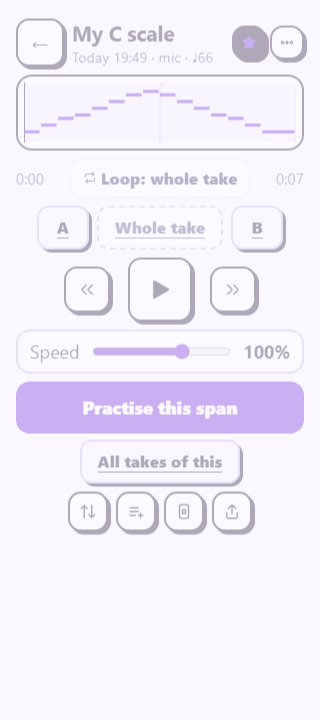 My C scale
Today 19:49 · mic · ♩66
0:00
Loop: whole take
0:07
A
Whole take
B
Speed
100%
Practise this span
All takes of this